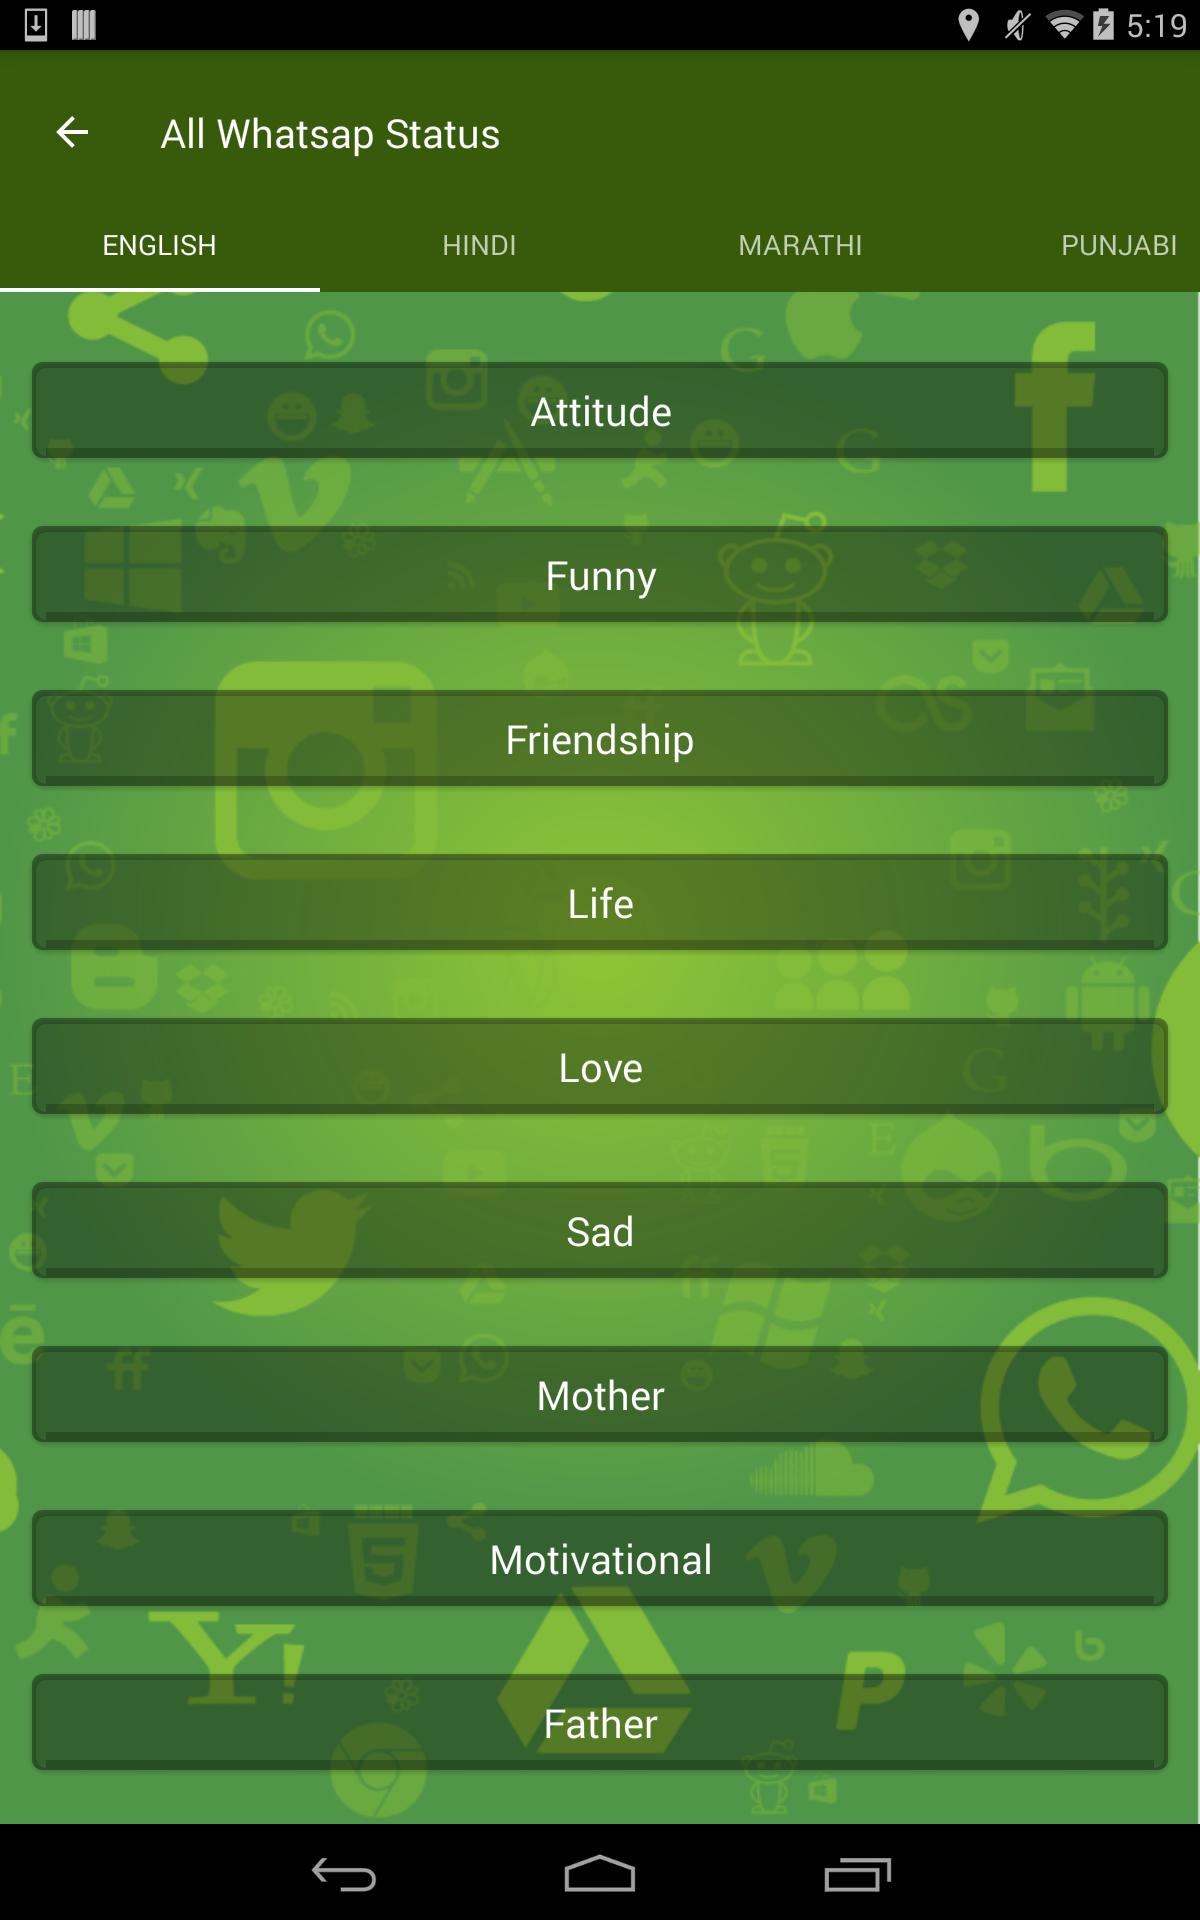 5:19
All Whatsap Status
ENGLISH HINDI MARATHI PUNJABI
Attitude
Funny
Friendship
Life
Love
Sad
Mother
Motivational
Father